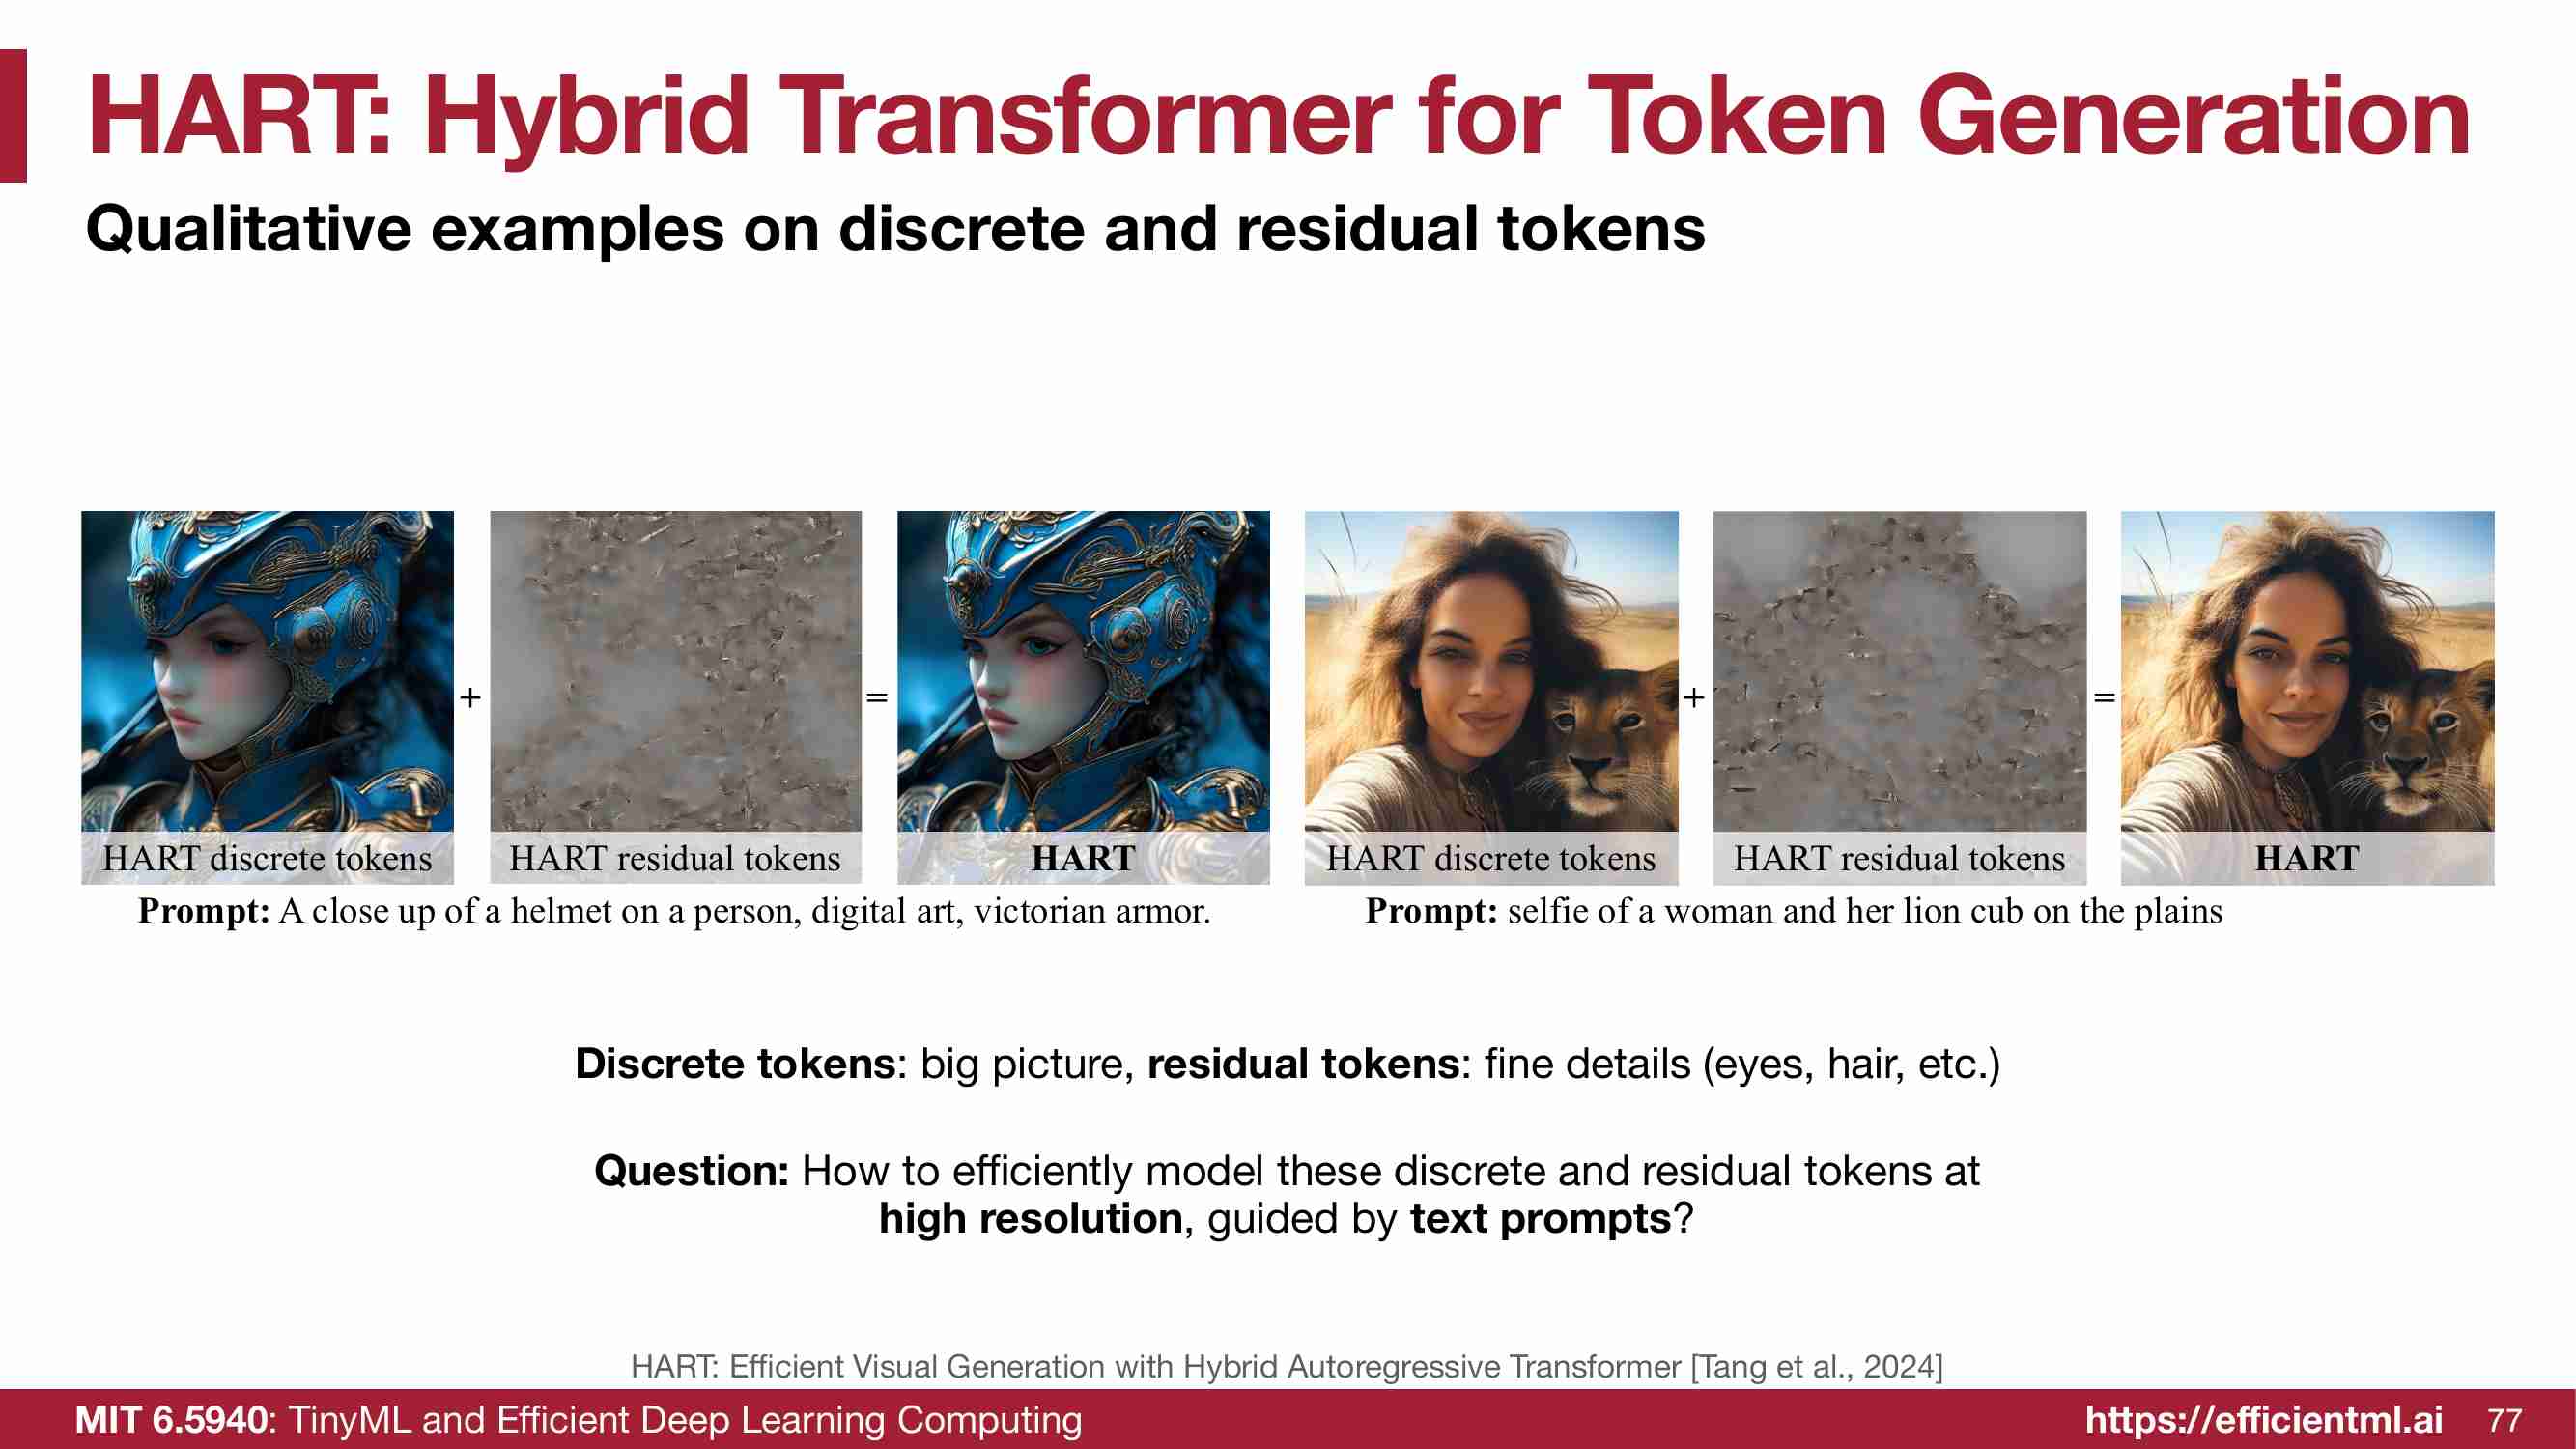 HART: Hybrid Transformer for Token Generation
Qualitative examples on discrete and residual tokens
+
=
+
=
HART discrete tokens
HART residual tokens
HART
HART discrete tokens
HART residual tokens
HART
Prompt: A close up of a helmet on a person, digital art, victorian armor.
Prompt: selfie of a woman and her lion cub on the plains
Discrete tokens: big picture, residual tokens: fine details (eyes, hair, etc.)
Question: How to efficiently model these discrete and residual tokens at
high resolution, guided by text prompts?
HART: Efficient Visual Generation with Hybrid Autoregressive Transformer [Tang et al., 2024]
MIT 6.5940: TinyML and Efficient Deep Learning Computing
https://efficientml.ai
77